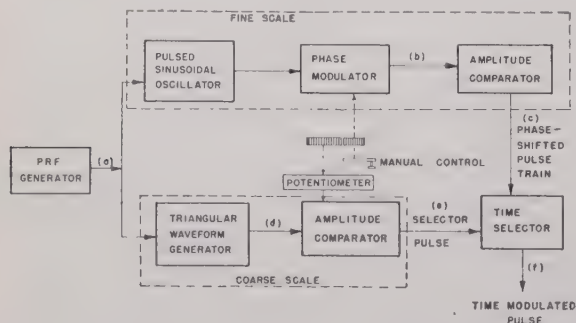 FINE SCALE
PULSED
SINUSOIDAL
OSCILLATOR
PHASE
MODULATOR
(b)
AMPLITUDE
COMPARATOR
(c)
PHASE-
SHIFTED
PULSE
TRAIN
PRF
GENERATOR
(a)
MANUAL CONTROL
POTENTIOMETER
TRIANGULAR
WAVEFORM
GENERATOR
(d)
AMPLITUDE
COMPARATOR
(e)
SELECTOR
PULSE
TIME
SELECTOR
COARSE SCALE
(f)
TIME MODULATED
PULSE